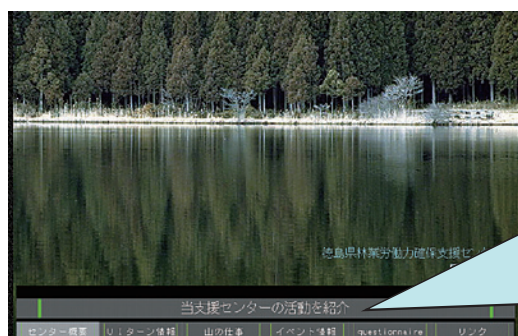 徳島県林業労働力確保支援セン
当支援センターの活動を紹介
センター概要 UIターン情報 山の仕事 イベント情報 questionnaire リンク